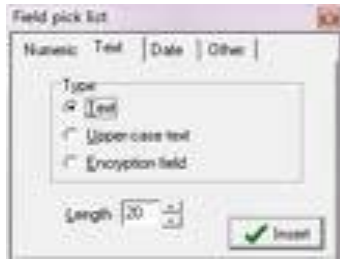 Field pick list
Numeric Text Date Other
Type
Text
Upper-case text
Encryption field
Length 20
Insert